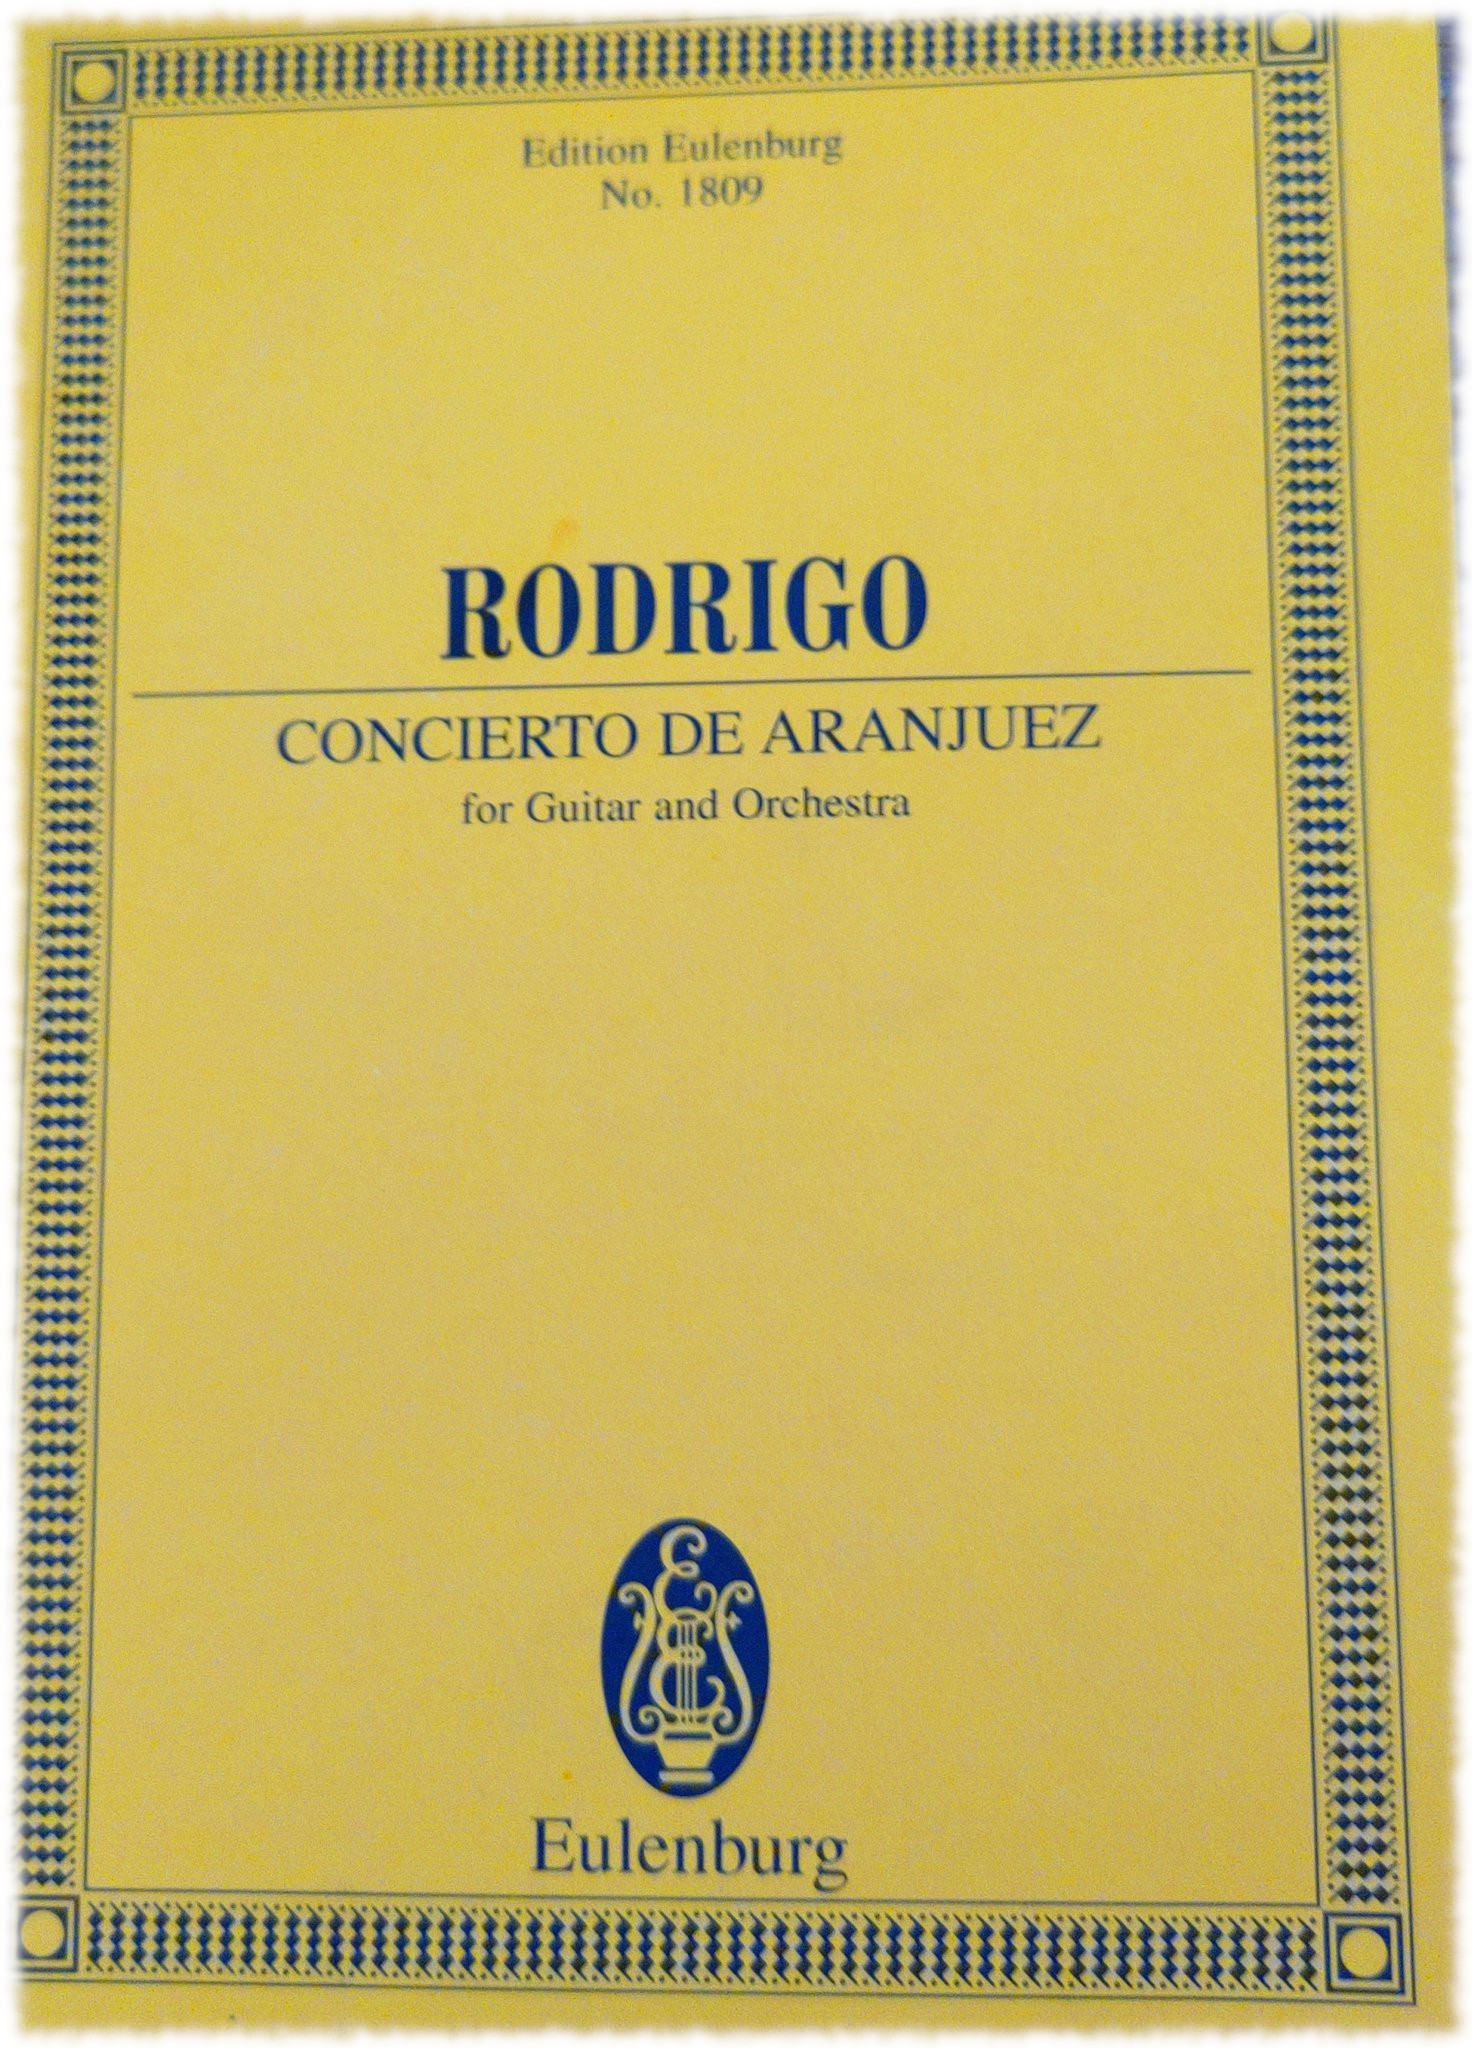 Edition Eulenburg
No. 1809
RODRIGO
CONCIERTO DE ARANJUEZ
for Guitar and Orchestra
Eulenburg